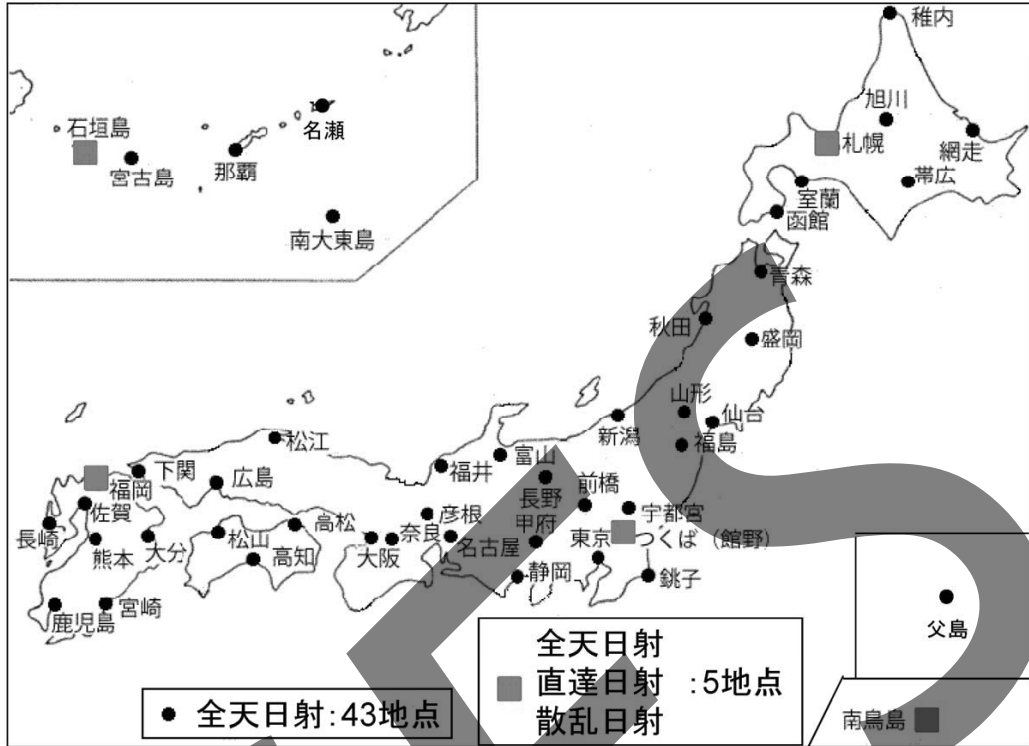 稚内
旭川
札幌
網走
帯広
室蘭
函館
石垣島
宮古島
那覇
名瀬
南大東島
青森
秋田
盛岡
山形
仙台
新潟
福島
松江
福井
富山
長野
前橋
宇都宮
下関
広島
福岡
佐賀
長崎
熊本
大分
松山
高松
高知
大阪
奈良
彦根
名古屋
甲府
東京
つくば（館野）
静岡
銚子
鹿児島
宮崎
父島
南鳥島
全天日射:43地点
全天日射
直達日射 :5地点
散乱日射